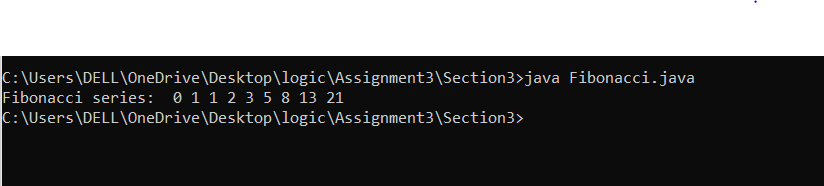 C:\Users\DELL\OneDrive\Desktop\logic\Assignment3\Section3>java Fibonacci.java
Fibonacci series:  0 1 1 2 3 5 8 13 21
C:\Users\DELL\OneDrive\Desktop\logic\Assignment3\Section3>